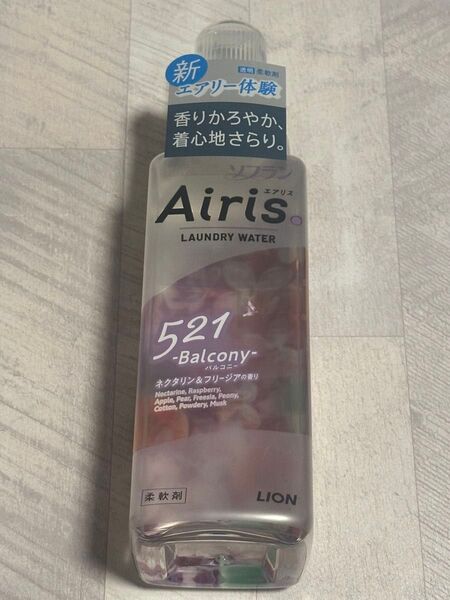 新
透明 柔軟剤
エアリー体験
香りかろやか、
着心地さらり。
ソフラン
エアリス
Airis.
LAUNDRY WATER
521
-Balcony-
バルコニー
ネクタリン&フリージアの香り
Nectarine, Raspberry,
Apple, Pear, Freesia, Peony,
Cotton, Powdery, Musk
柔軟剤
LION